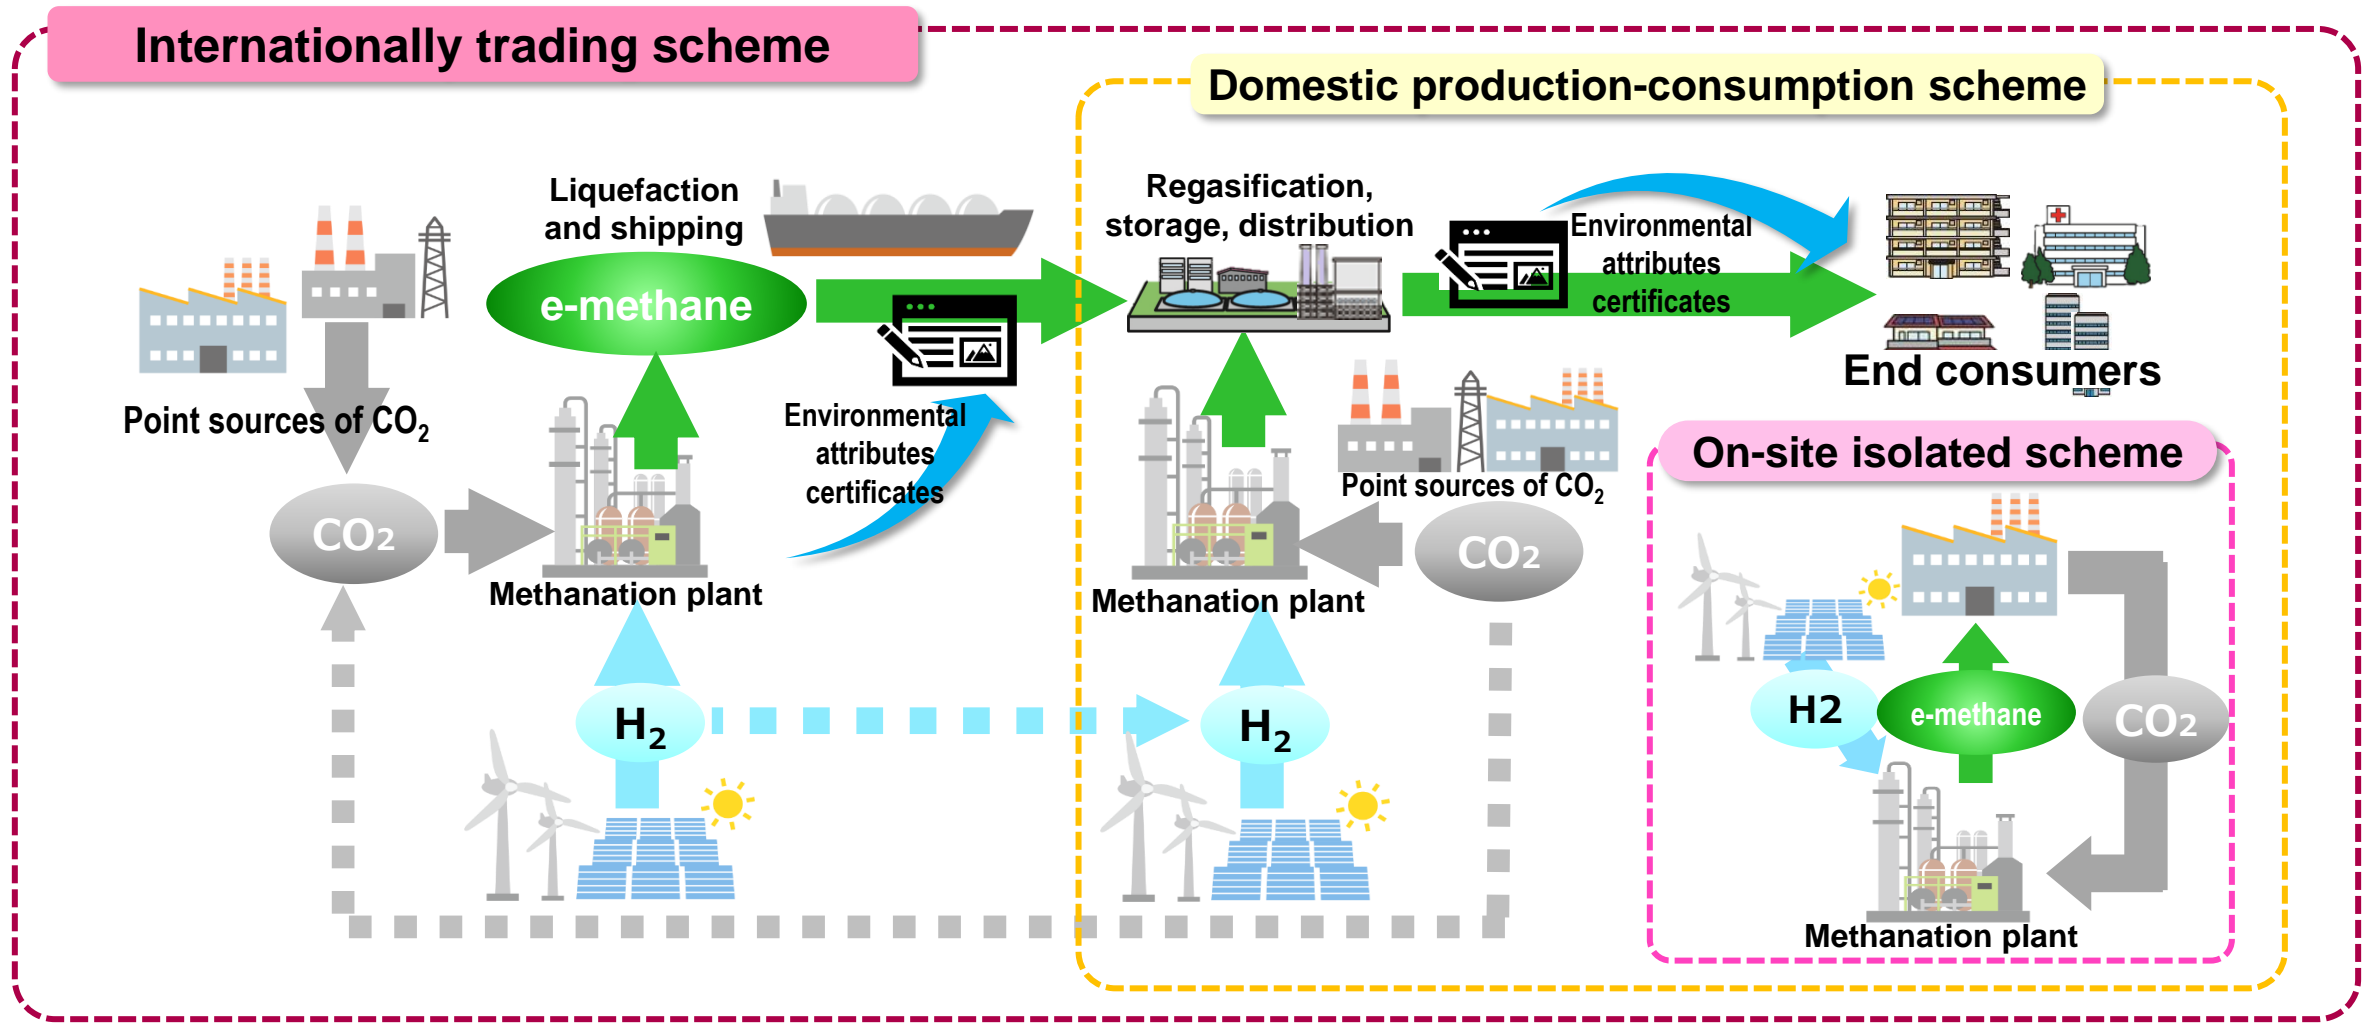 Internationally trading scheme
Domestic production-consumption scheme
Liquefaction
and shipping
e-methane
Regasification,
storage, distribution
Environmental
attributes
certificates
End consumers
Point sources of CO2
Environmental
attributes
certificates
Point sources of CO2
On-site isolated scheme
CO2
Methanation plant
CO2
Methanation plant
H2
H2
H2
e-methane
CO2
Methanation plant